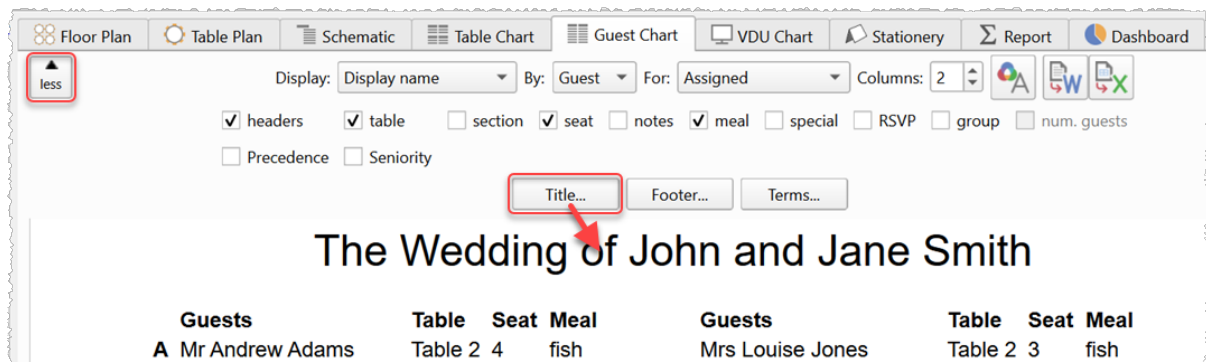 Floor Plan Table Plan Schematic Table Chart Guest Chart VDU Chart Stationery Σ Report Dashboard
less Display: Display name By: Guest For: Assigned Columns: 2 A W X
headers table section seat notes meal special RSVP group num. guests
Precedence Seniority
Title... Footer... Terms...
The Wedding of John and Jane Smith
Guests Table Seat Meal Guests Table Seat Meal
A Mr Andrew Adams Table 2 4 fish Mrs Louise Jones Table 2 3 fish